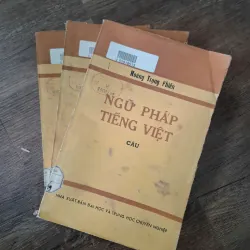 Hoàng Trọng Phiến
NGỮ PHÁP
TIẾNG VIỆT
CÂU
NHÀ XUẤT BẢN ĐẠI HỌC VÀ TRUNG HỌC CHUYÊN NGHIỆP